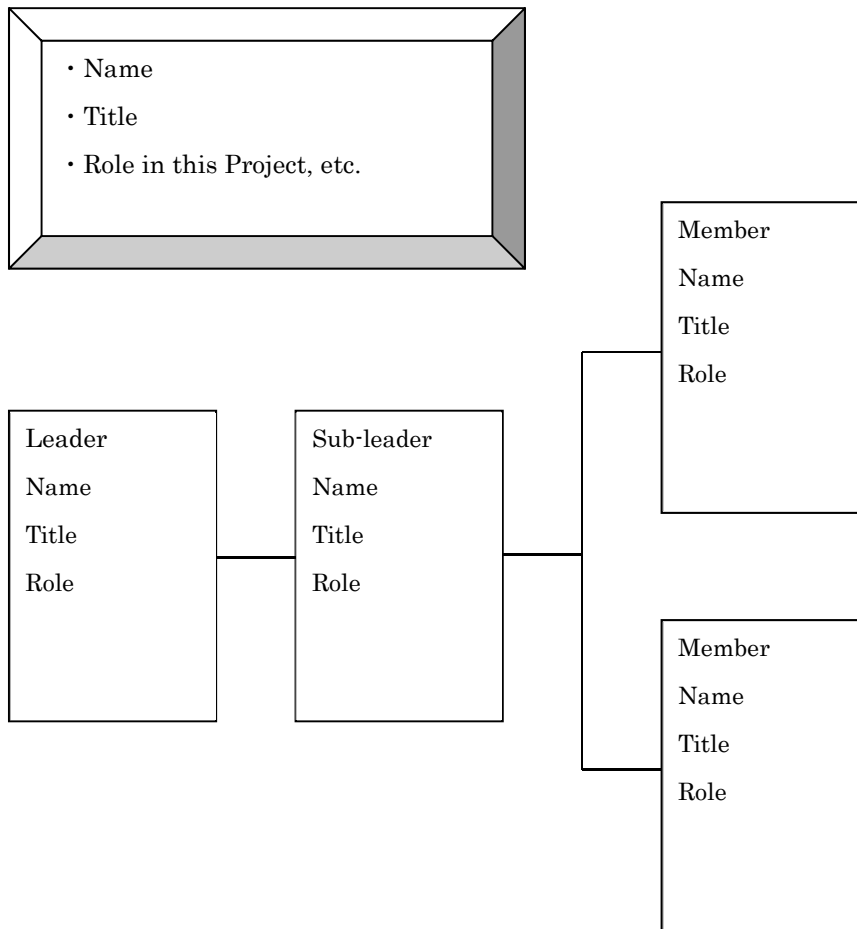 ・Name
・Title
・Role in this Project, etc.
Leader
Name
Title
Role
Sub-leader
Name
Title
Role
Member
Name
Title
Role
Member
Name
Title
Role